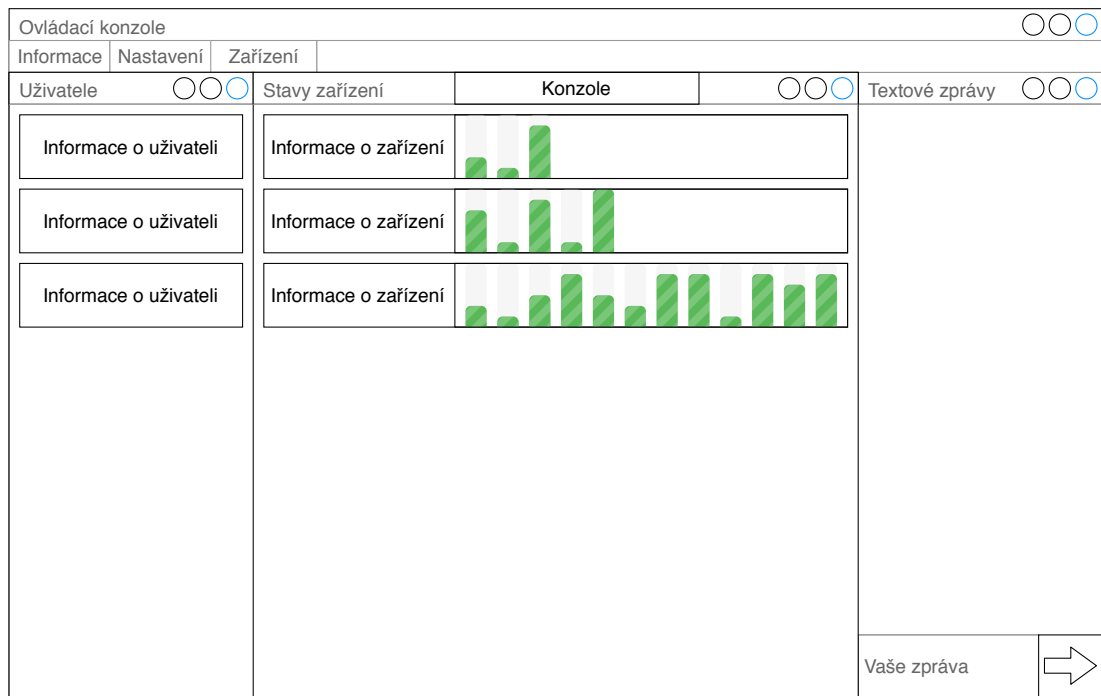 Ovládací konzole
Informace Nastavení Zařízení
Uživatele
Stavy zařízení
Konzole
Textové zprávy
Informace o uživateli
Informace o zařízení
Informace o uživateli
Informace o zařízení
Informace o uživateli
Informace o zařízení
Vaše zpráva